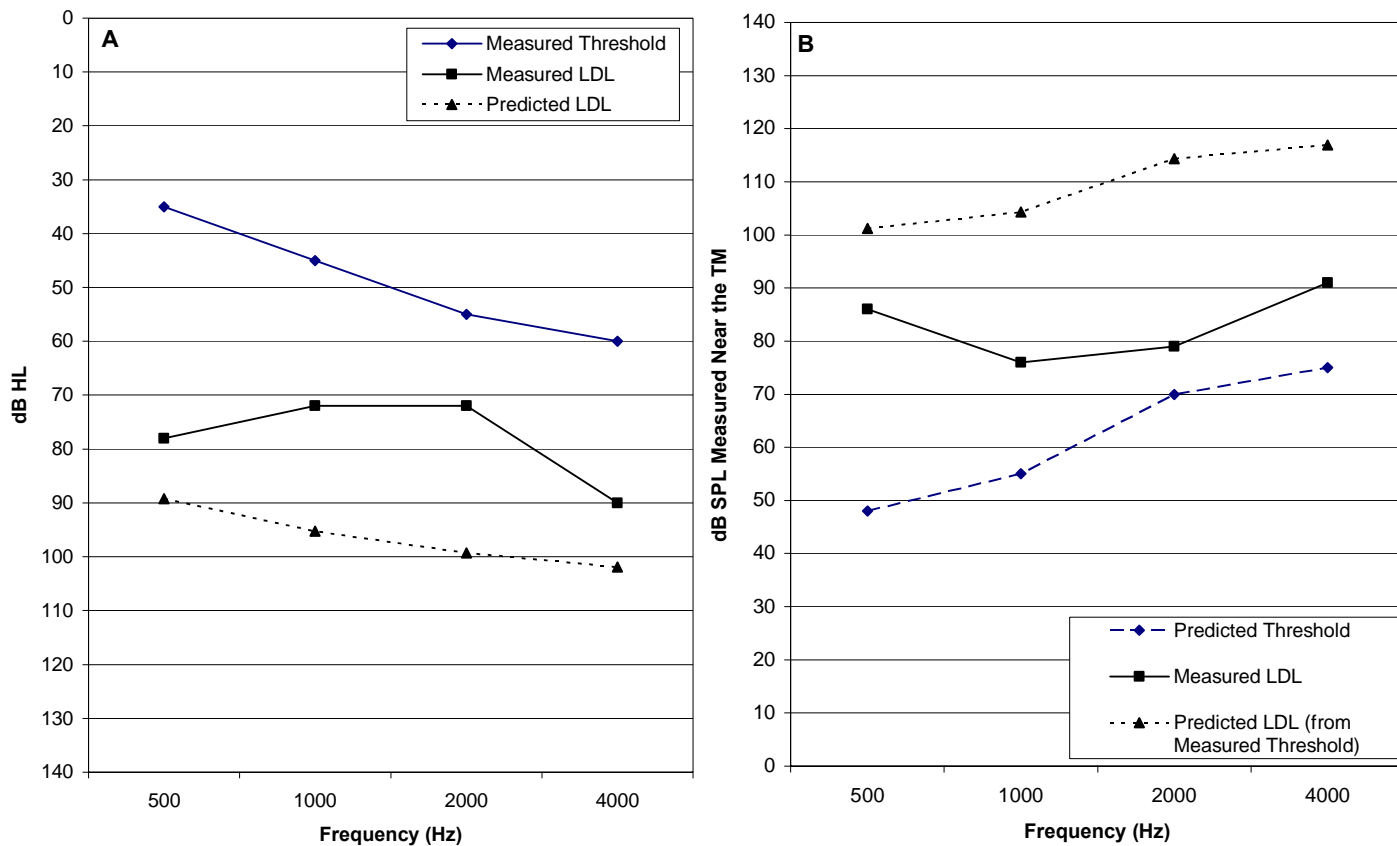 A
Measured Threshold
Measured LDL
Predicted LDL
0
10
20
30
40
50
60
70
80
90
100
110
120
130
140
dB HL
500
1000
2000
4000
Frequency (Hz)
B
140
130
120
110
100
90
80
70
60
50
40
30
20
10
0
dB SPL Measured Near the TM
Predicted Threshold
Measured LDL
Predicted LDL (from
Measured Threshold)
500
1000
2000
4000
Frequency (Hz)